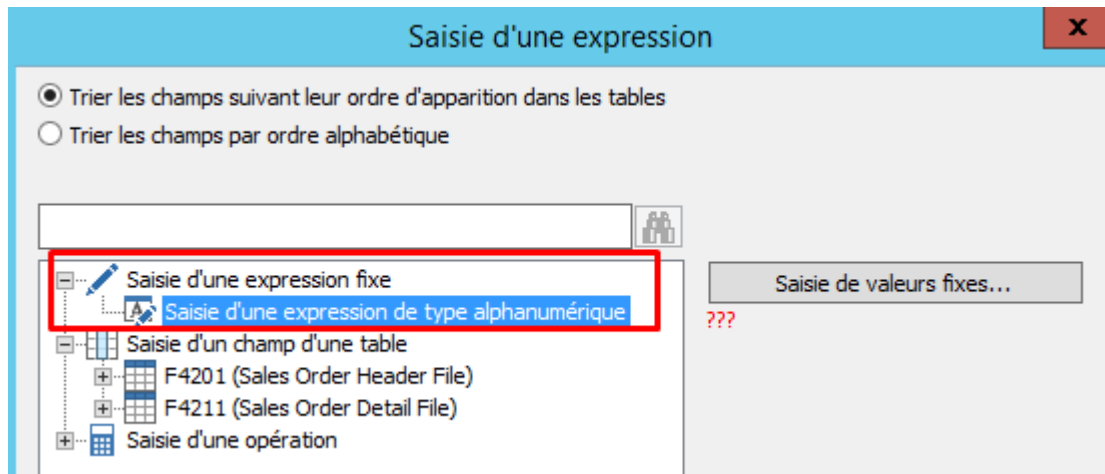 Saisie d'une expression
x
Trier les champs suivant leur ordre d'apparition dans les tables
Trier les champs par ordre alphabétique
Saisie d'une expression fixe
Saisie d'une expression de type alphanumérique
Saisie d'un champ d'une table
F4201 (Sales Order Header File)
F4211 (Sales Order Detail File)
Saisie d'une opération
Saisie de valeurs fixes...
???